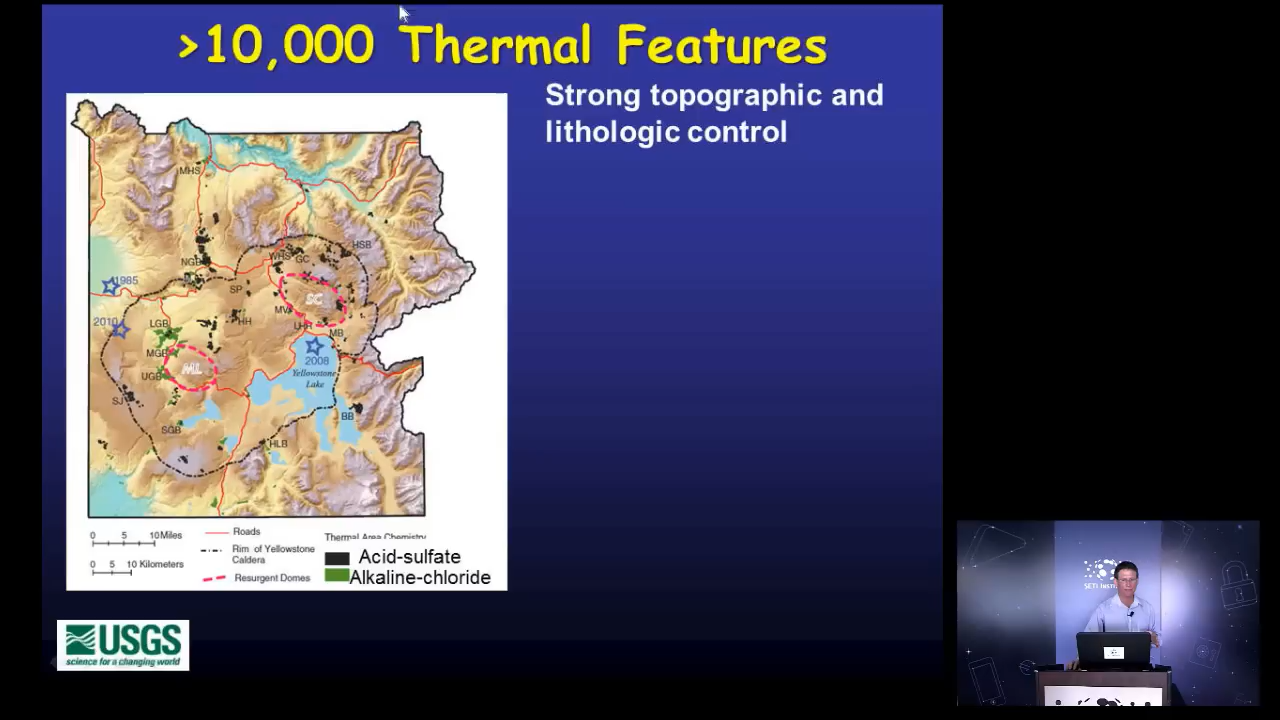 >10,000 Thermal Features
Strong topographic and
lithologic control
MHS
HSB
WHS
GC
NGB
1985
SP
SC
MV
2010
LGB
HH
LHR
MB
MGB
2008
ML
UGB
Yellowstone
Lake
SJ
BB
SGB
HLB
0 5 10 Miles
0 5 10 Kilometers
Roads
Rim of Yellowstone
Caldera
Resurgent Domes
Thermal Area Chemistry
Acid-sulfate
Alkaline-chloride
USGS
science for a changing world